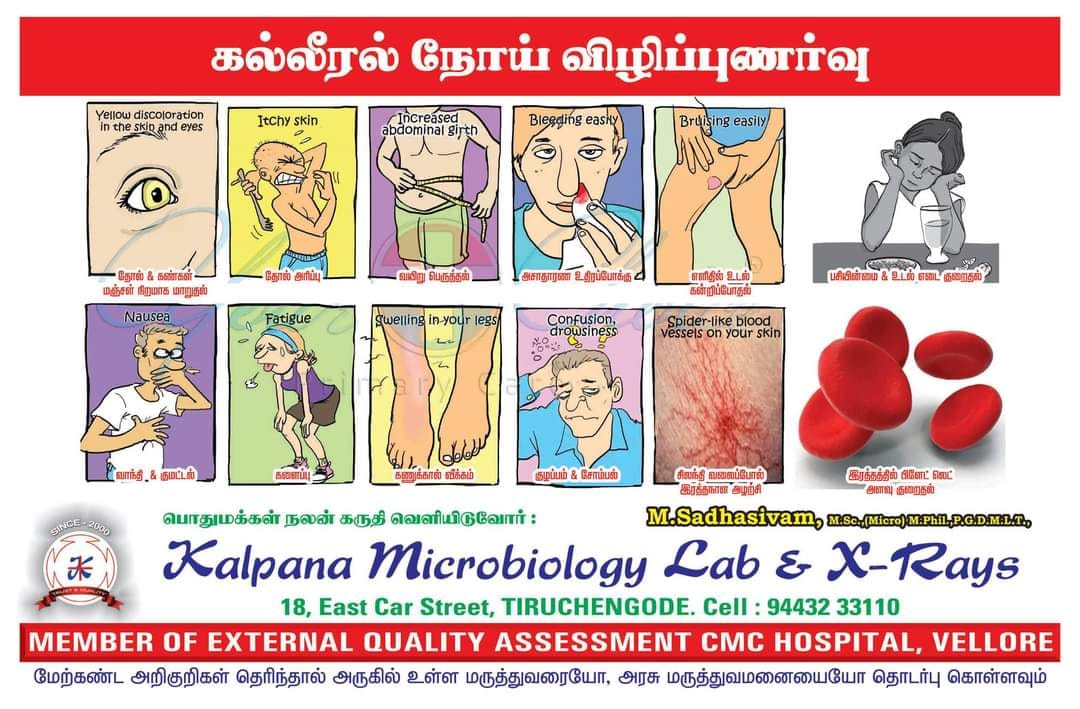 கல்லீரல் நோய் விழிப்புணர்வு
Yellow discoloration
in the skin and eyes
தோல் & கண்கள்
மஞ்சள் நிறமாக மாறுதல்
Itchy skin
தோல் அரிப்பு
Increased
abdominal girth
வயிறு பெருத்தல்
Bleeding easily
அசாதாரண உதிரப்போக்கு
Bruising easily
எளிதில் உடல்
கன்றிப்போதல்
பசியின்மை & உடல் எடை குறைதல்
Nausea
வாந்தி & குமட்டல்
Fatigue
களைப்பு
Swelling in your legs
கணுக்கால் வீக்கம்
Confusion,
drowsiness
குழப்பம் & சோம்பல்
Spider-like blood
vessels on your skin
சிலந்தி வலைப்போல்
இரத்தநாள அழற்சி
இரத்தத்தில் பிளேட் லெட்
அளவு குறைதல்
Primary Care
SINCE - 2000
K
TRUST & QUALITY
பொதுமக்கள் நலன் கருதி வெளியிடுவோர் :
M.Sadhasivam, M.Sc.,(Micro) M.Phil.,P.G.D.M.L.T.,
Kalpana Microbiology Lab & X-Rays
18, East Car Street, TIRUCHENGODE. Cell : 94432 33110
MEMBER OF EXTERNAL QUALITY ASSESSMENT CMC HOSPITAL, VELLORE
மேற்கண்ட அறிகுறிகள் தெரிந்தால் அருகில் உள்ள மருத்துவரையோ, அரசு மருத்துவமனையையோ தொடர்பு கொள்ளவும்